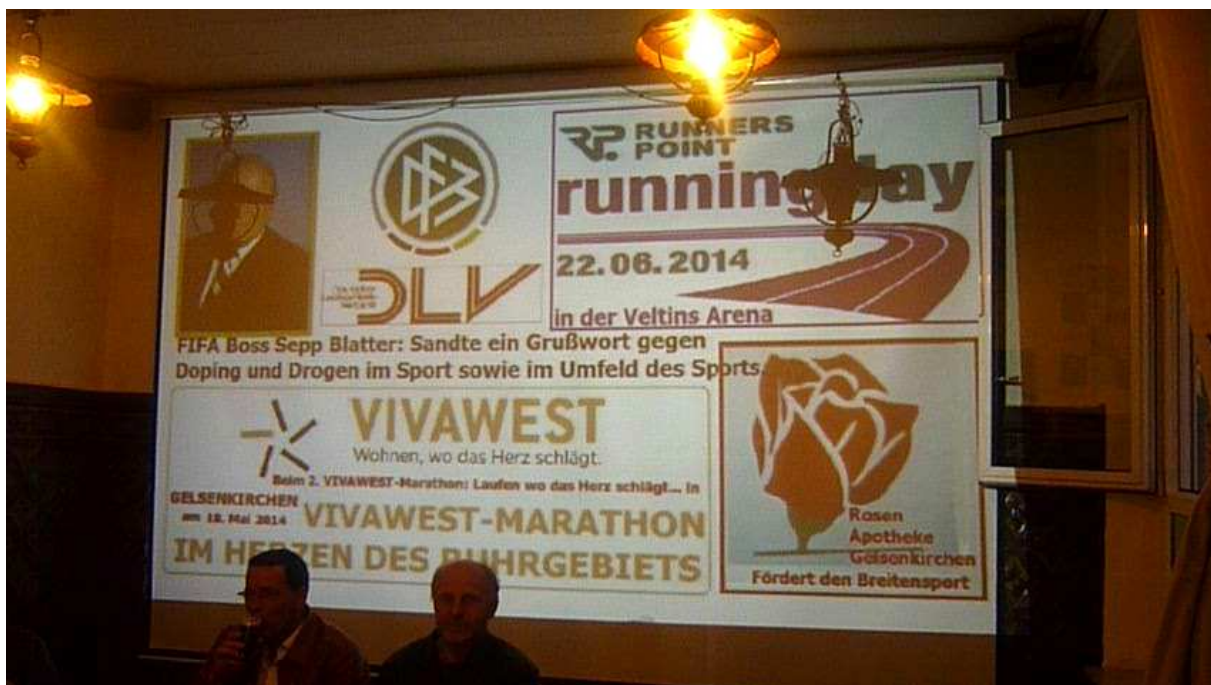 DFB
DLV
RP. RUNNERS
POINT
running day
22.06.2014
in der Veltins Arena
FIFA Boss Sepp Blatter: Sandte ein Grußwort gegen
Doping und Drogen im Sport sowie im Umfeld des Sports.
VIVAWEST
Wohnen, wo das Herz schlägt.
Beim 2. VIVAWEST-Marathon: Laufen wo das Herz schlägt... in
GELSENKIRCHEN
am 18. Mai 2014
VIVAWEST-MARATHON
IM HERZEN DES RUHRGEBIETS
Rosen
Apotheke
Gelsenkirchen
Fördert den Breitensport